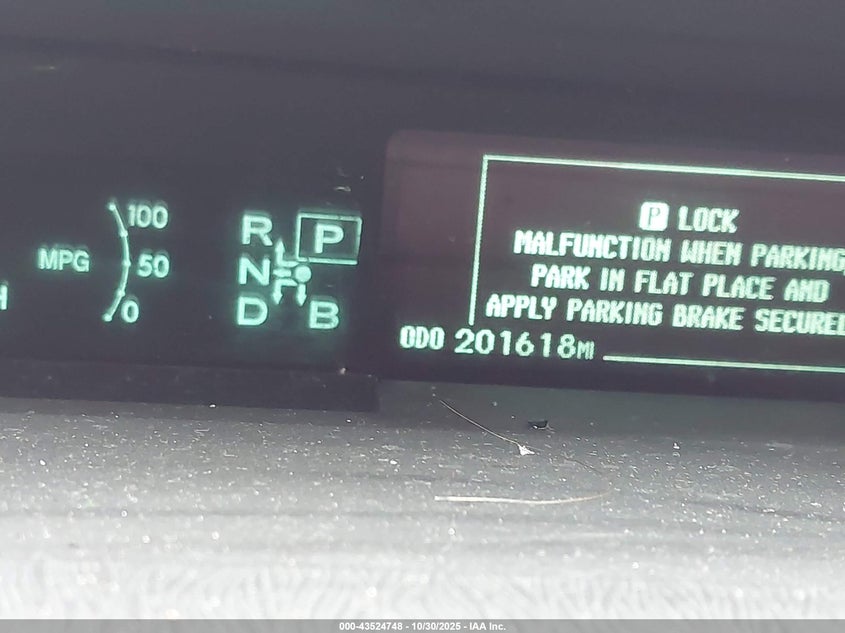 100
MPG
50
0
R
P
N
D
B
P LOCK
MALFUNCTION WHEN PARKING,
PARK IN FLAT PLACE AND
APPLY PARKING BRAKE
ODO 201618MI
000-43524748 - 10/30/2025 - IAA Inc.